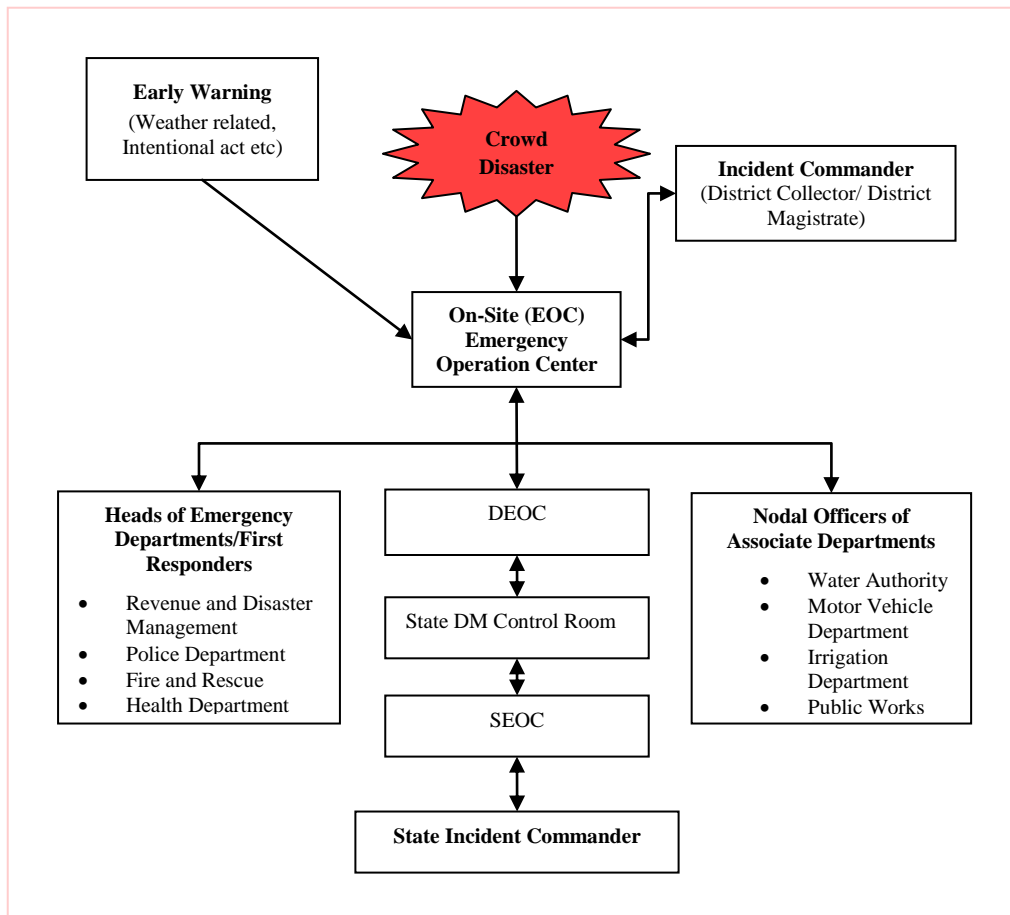 Early Warning
(Weather related,
Intentional act etc)
Crowd
Disaster
Incident Commander
(District Collector/ District
Magistrate)
On-Site (EOC)
Emergency
Operation Center
Heads of Emergency
Departments/First
Responders
• Revenue and Disaster
Management
• Police Department
• Fire and Rescue
• Health Department
DEOC
State DM Control Room
SEOC
State Incident Commander
Nodal Officers of
Associate Departments
• Water Authority
• Motor Vehicle
Department
• Irrigation
Department
• Public Works